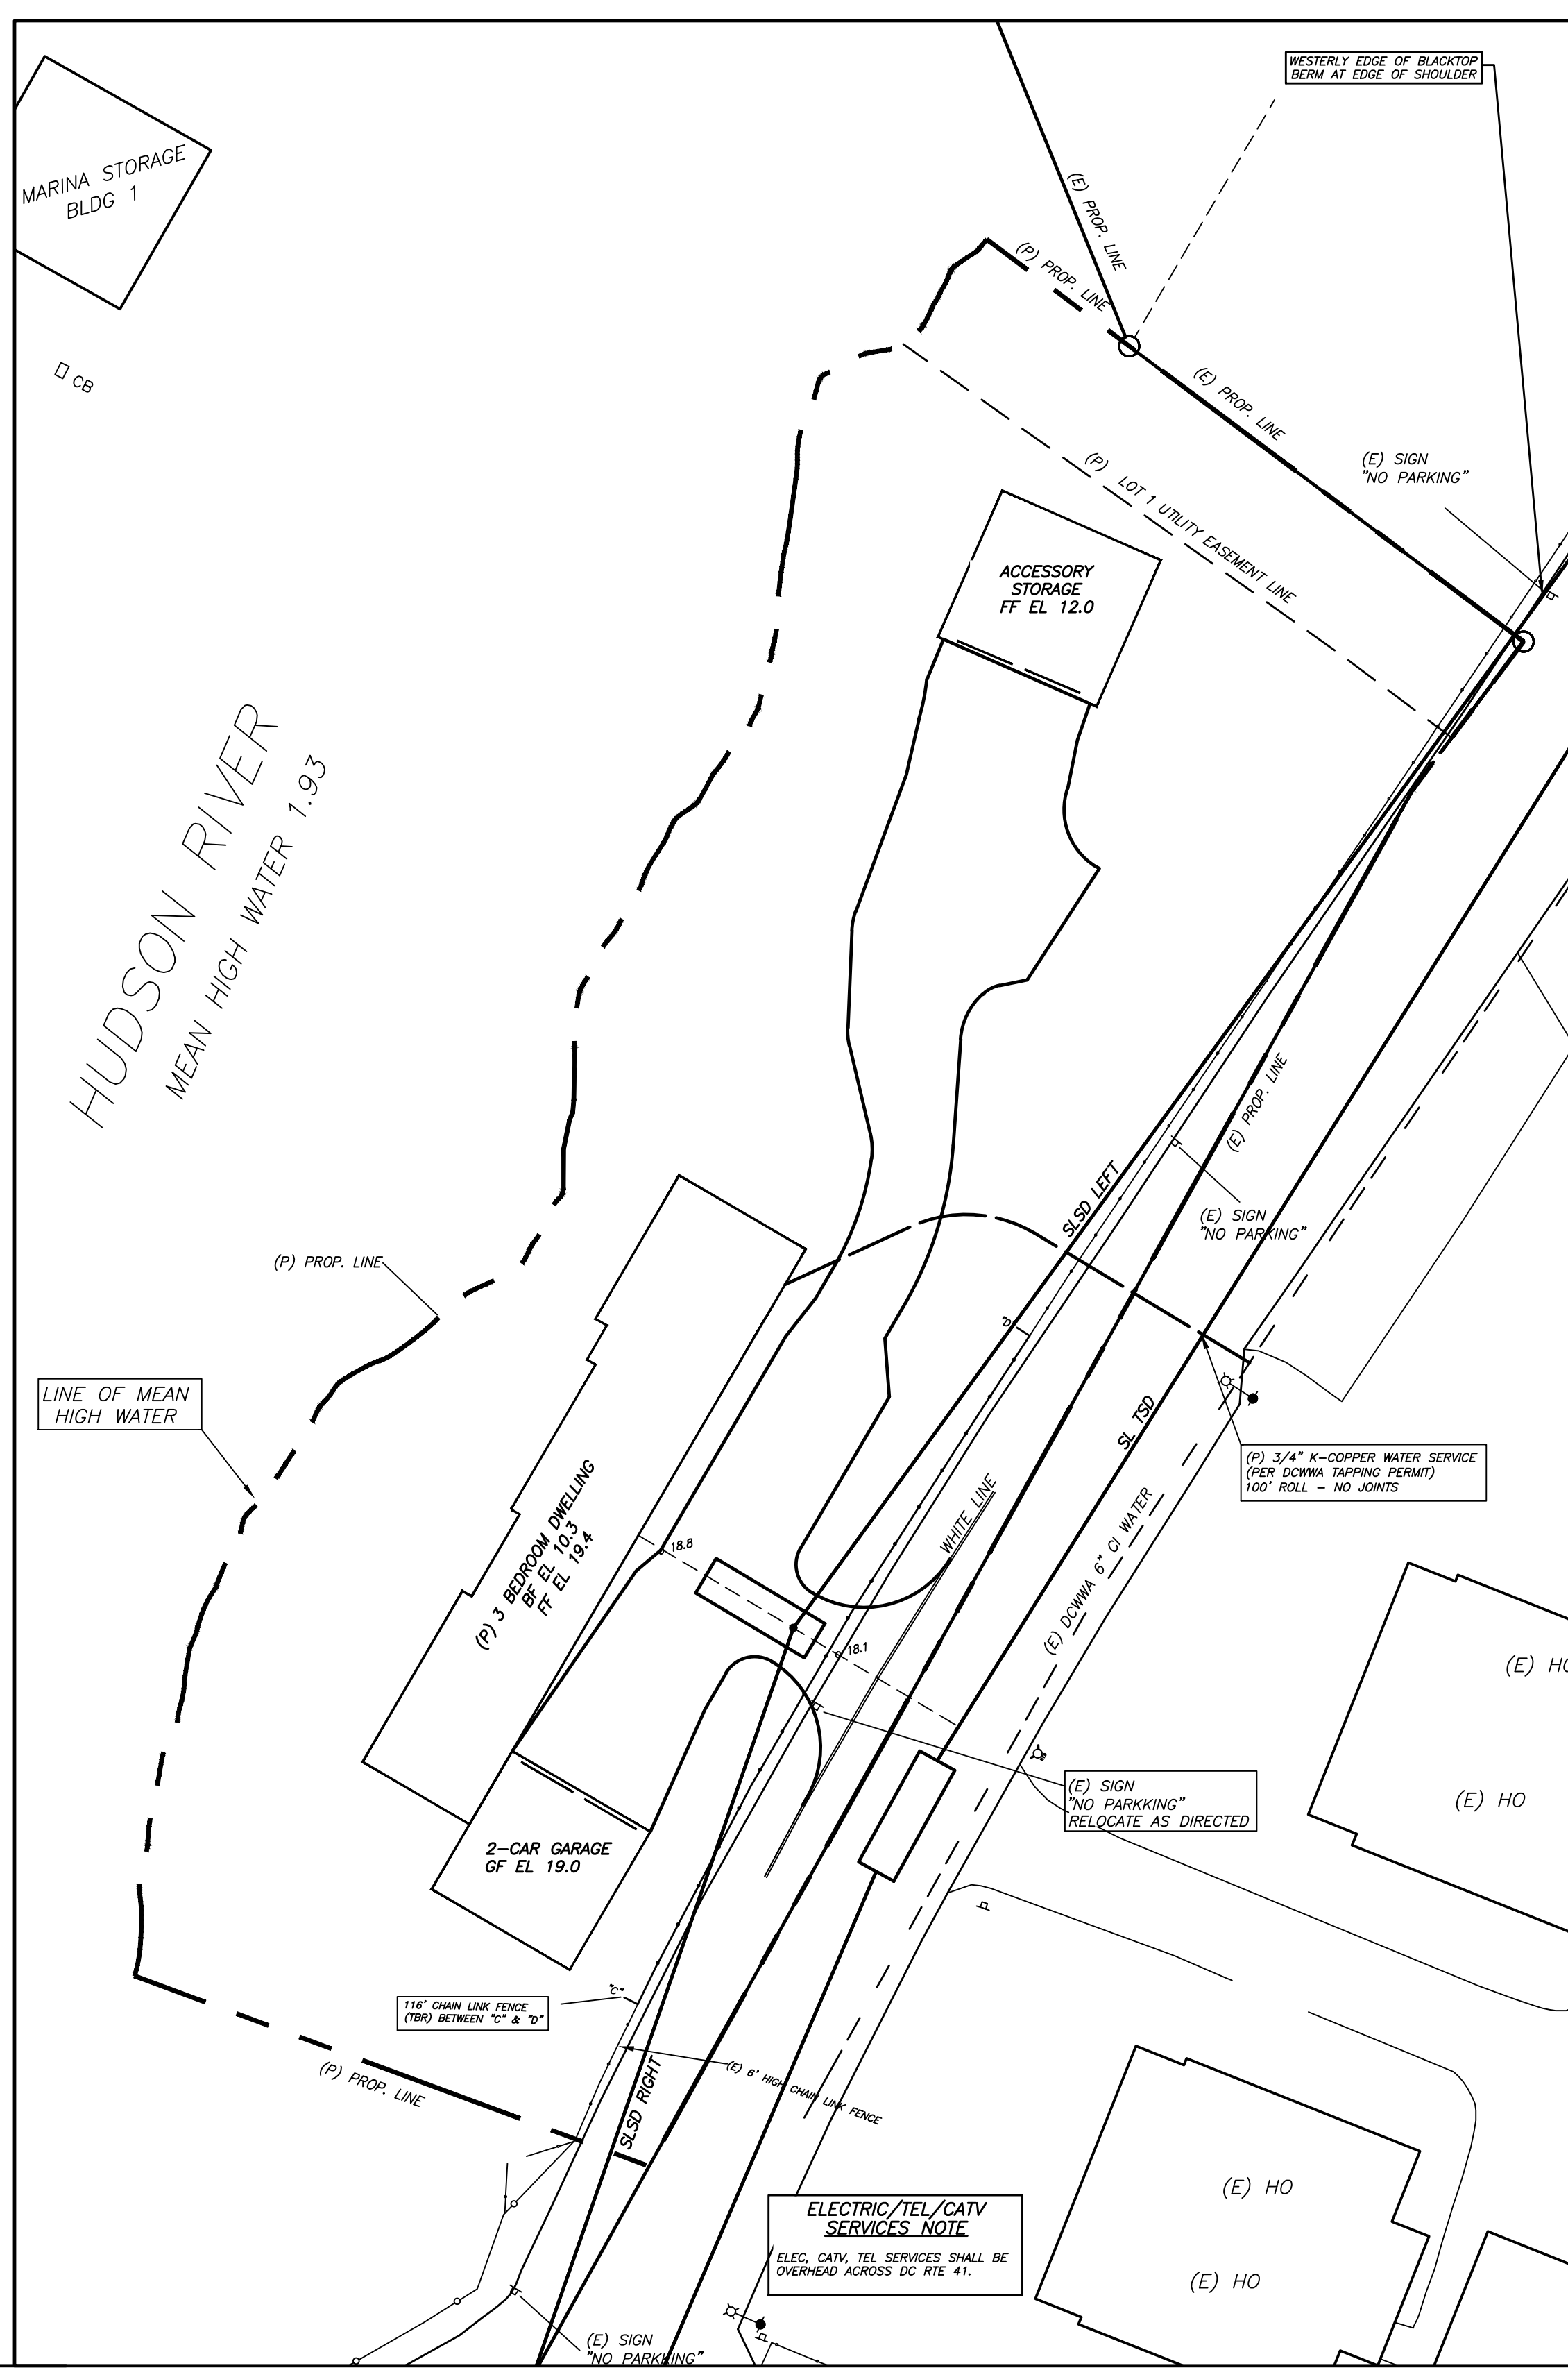 WESTERLY EDGE OF BLACKTOP
BERM AT EDGE OF SHOULDER
MARINA STORAGE
BLDG 1
(E) PROP. LINE
(P) PROP. LINE
CB
(E) PROP. LINE
(E) SIGN
"NO PARKING"
(P) LOT 1 UTILITY EASEMENT LINE
ACCESSORY
STORAGE
FF EL 12.0
HUDSON RIVER
MEAN HIGH WATER 1.93
(E) PROP. LINE
SLSD LEFT
(E) SIGN
"NO PARKING"
(P) PROP. LINE
"D"
LINE OF MEAN
HIGH WATER
SL TSD
(P) 3/4" K-COPPER WATER SERVICE
(PER DCWWA TAPPING PERMIT)
100' ROLL - NO JOINTS
(P) 3 BEDROOM DWELLING
BF EL 10.3
FF EL 19.4
WHITE LINE
(E) DCWWA 6" CI WATER
18.8
18.1
(E) HO
(E) SIGN
"NO PARKKING"
RELOCATE AS DIRECTED
(E) HO
2-CAR GARAGE
GF EL 19.0
"C"
116' CHAIN LINK FENCE
(TBR) BETWEEN "C" & "D"
(P) PROP. LINE
SLSD RIGHT
(E) 6' HIGH CHAIN LINK FENCE
(E) HO
ELECTRIC/TEL/CATV
SERVICES NOTE
ELEC, CATV, TEL SERVICES SHALL BE
OVERHEAD ACROSS DC RTE 41.
(E) HO
(E) SIGN
"NO PARKKING"